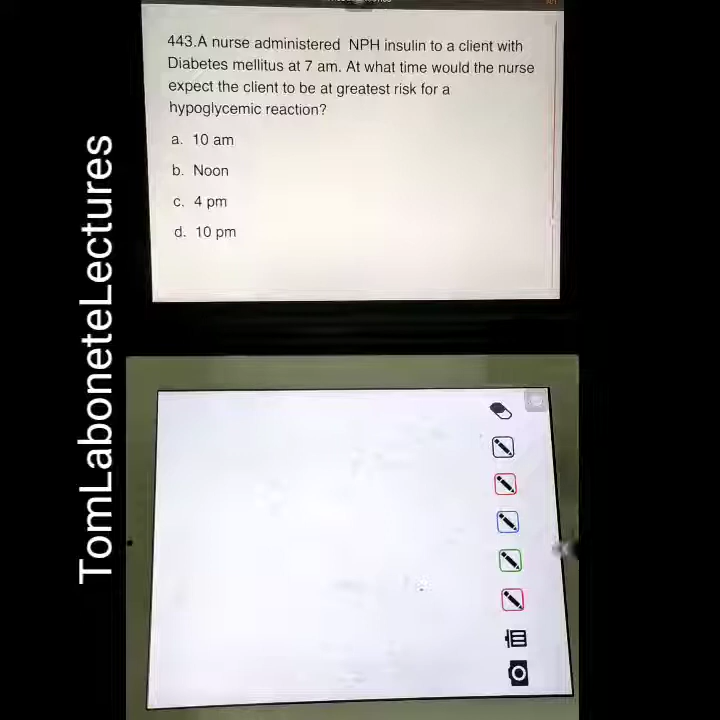 443.A nurse administered NPH insulin to a client with
Diabetes mellitus at 7 am. At what time would the nurse
expect the client to be at greatest risk for a
hypoglycemic reaction?
a. 10 am
b. Noon
c. 4 pm
d. 10 pm
TomLaboneteLectures